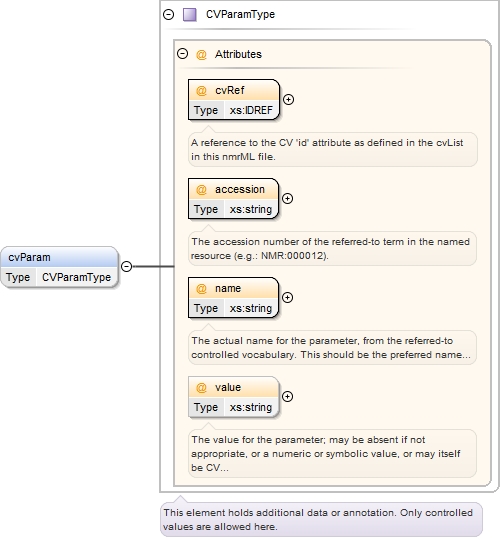 CVParamType
@ Attributes
@ cvRef
Type xs:IDREF
A reference to the CV 'id' attribute as defined in the cvList
in this nmrML file.
@ accession
Type xs:string
The accession number of the referred-to term in the named
resource (e.g.: NMR:000012).
cvParam
Type CVParamType
@ name
Type xs:string
The actual name for the parameter, from the referred-to
controlled vocabulary. This should be the preferred name...
@ value
Type xs:string
The value for the parameter; may be absent if not
appropriate, or a numeric or symbolic value, or may itself
be CV...
This element holds additional data or annotation. Only controlled
values are allowed here.